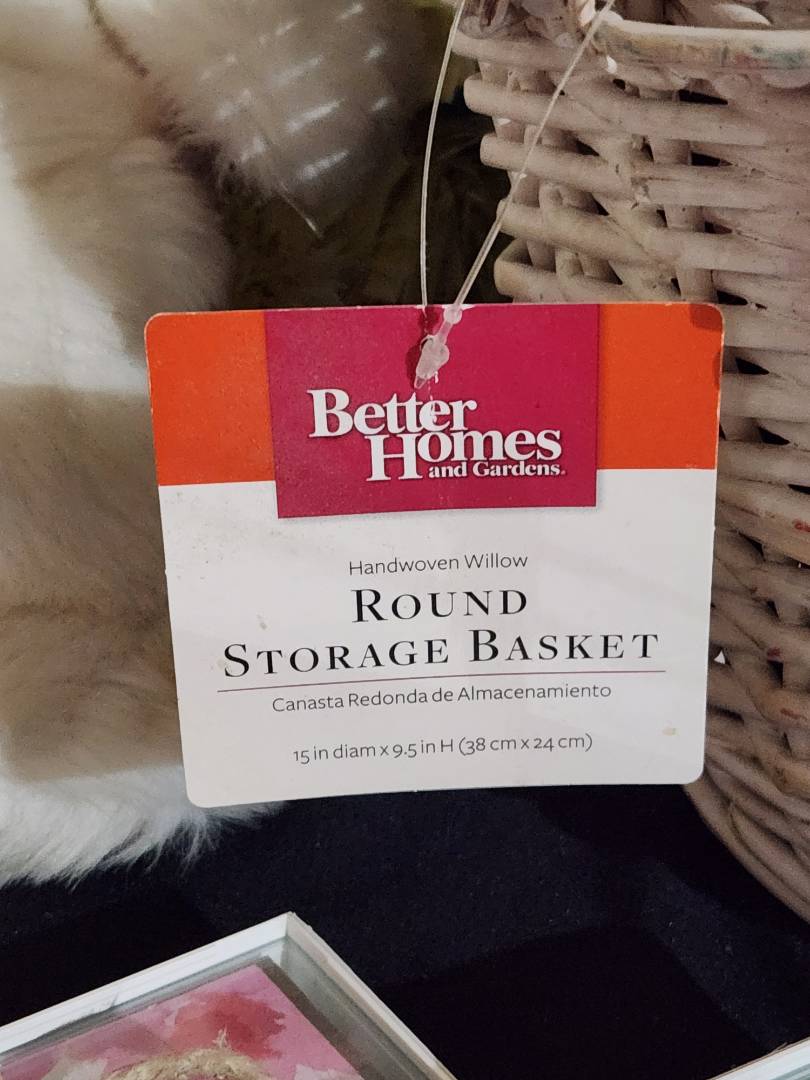 Better
Homes
and Gardens®
Handwoven Willow
ROUND
STORAGE BASKET
Canasta Redonda de Almacenamiento
15 in diam x 9.5 in H (38 cm x 24 cm)